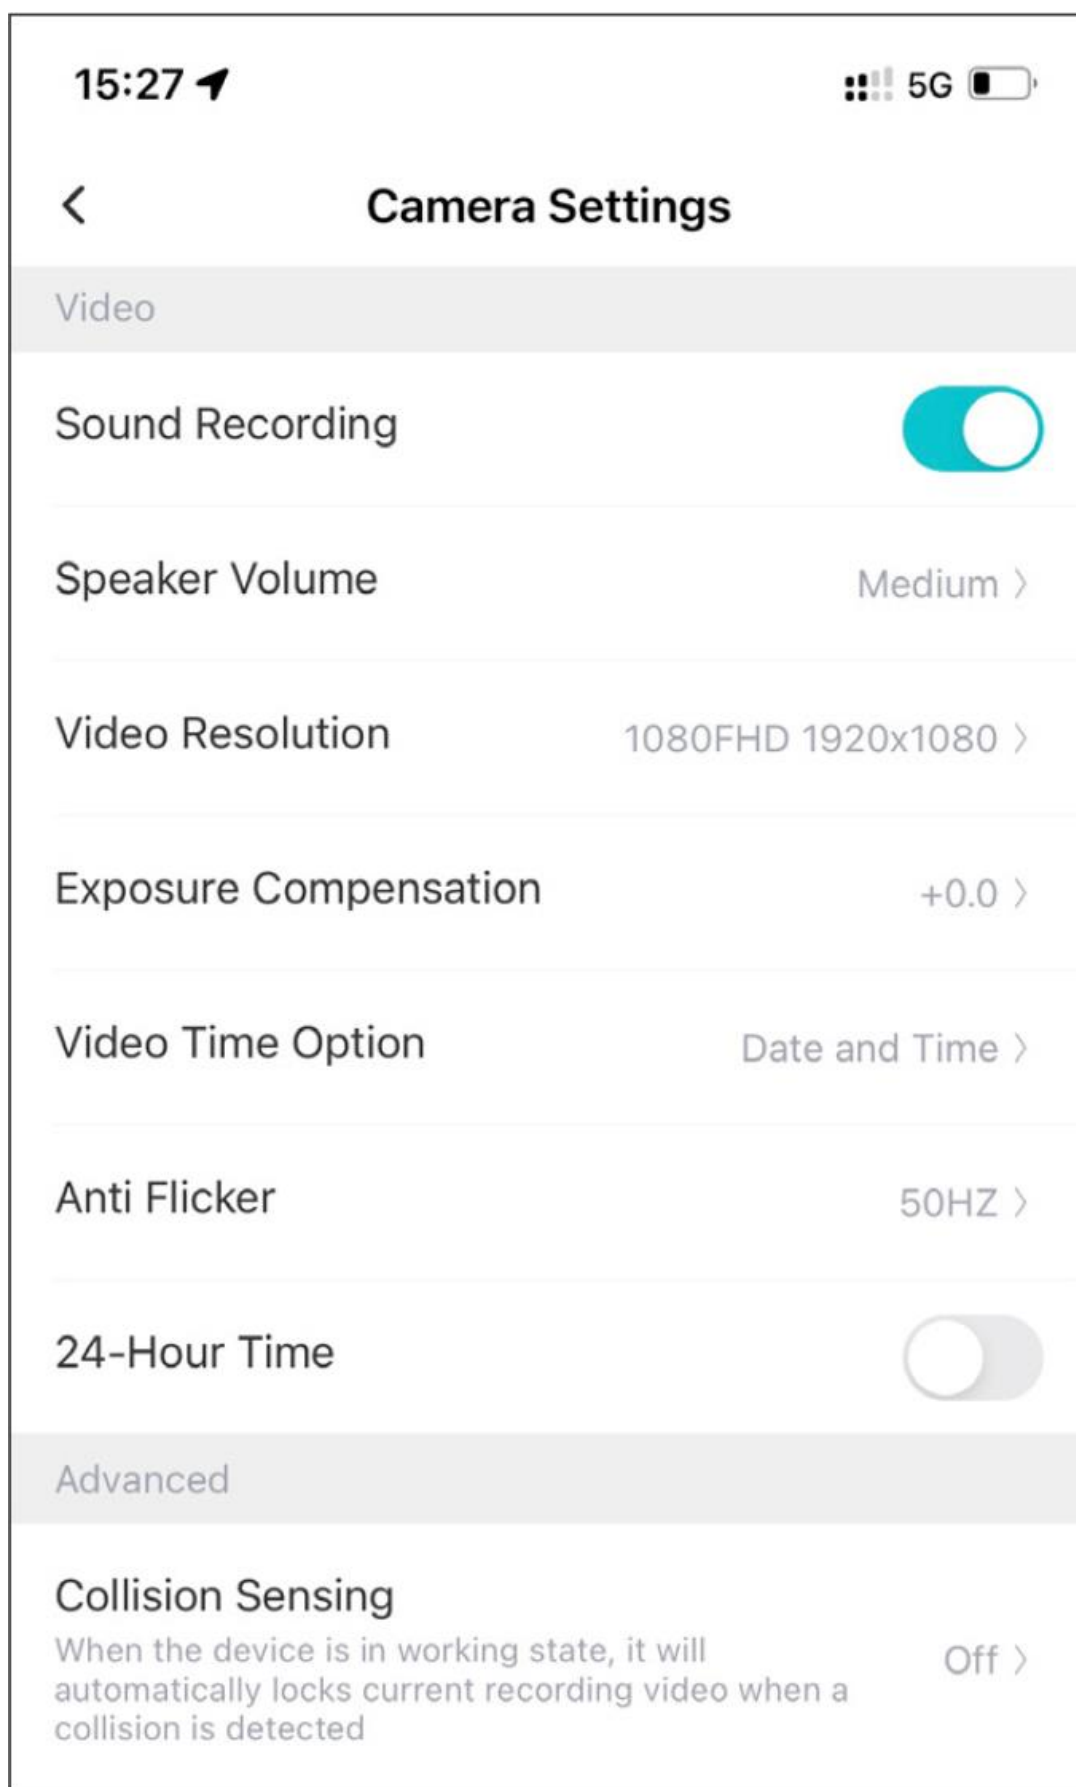 15:27 5G
Camera Settings
Video
Sound Recording
Speaker Volume Medium
Video Resolution 1080FHD 1920x1080
Exposure Compensation +0.0
Video Time Option Date and Time
Anti Flicker 50HZ
24-Hour Time
Advanced
Collision Sensing
When the device is in working state, it will
automatically locks current recording video when a
collision is detected
Off